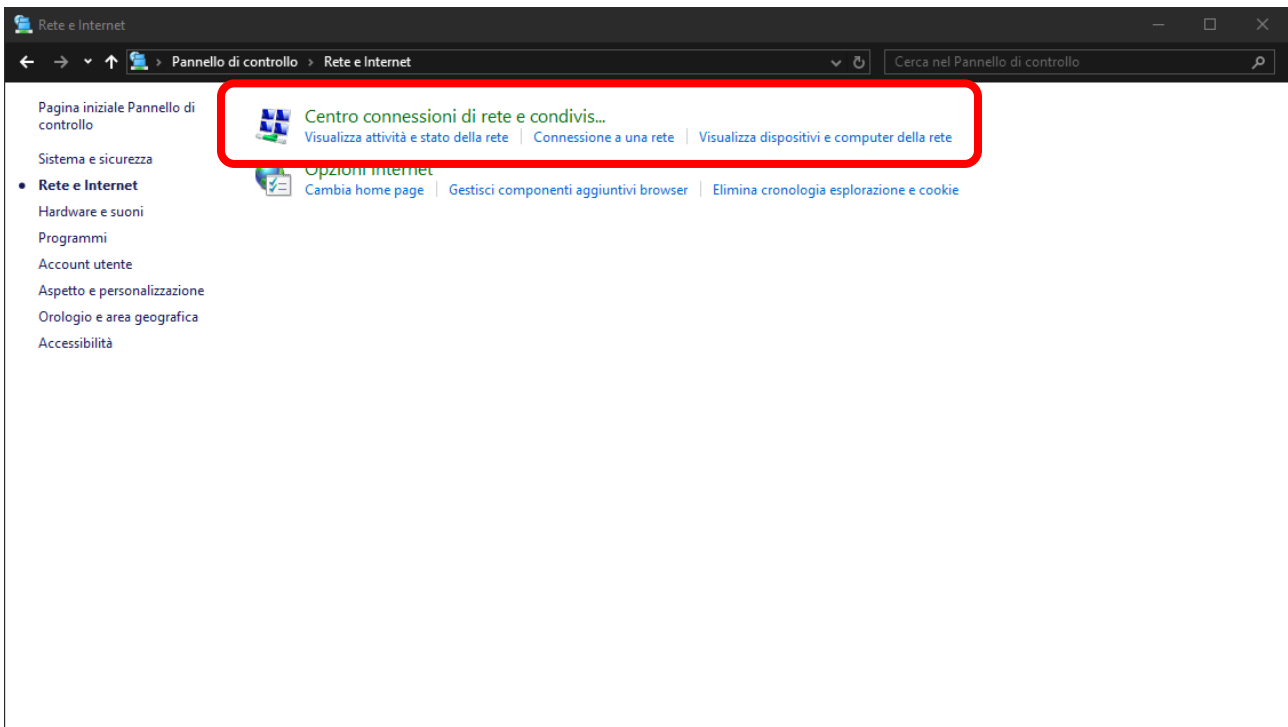 Rete e Internet
Pannello di controllo › Rete e Internet
Cerca nel Pannello di controllo
Pagina iniziale Pannello di
controllo
Sistema e sicurezza
Rete e Internet
Hardware e suoni
Programmi
Account utente
Aspetto e personalizzazione
Orologio e area geografica
Accessibilità
Centro connessioni di rete e condivis...
Visualizza attività e stato della rete | Connessione a una rete | Visualizza dispositivi e computer della rete
Opzioni Internet
Cambia home page | Gestisci componenti aggiuntivi browser | Elimina cronologia esplorazione e cookie